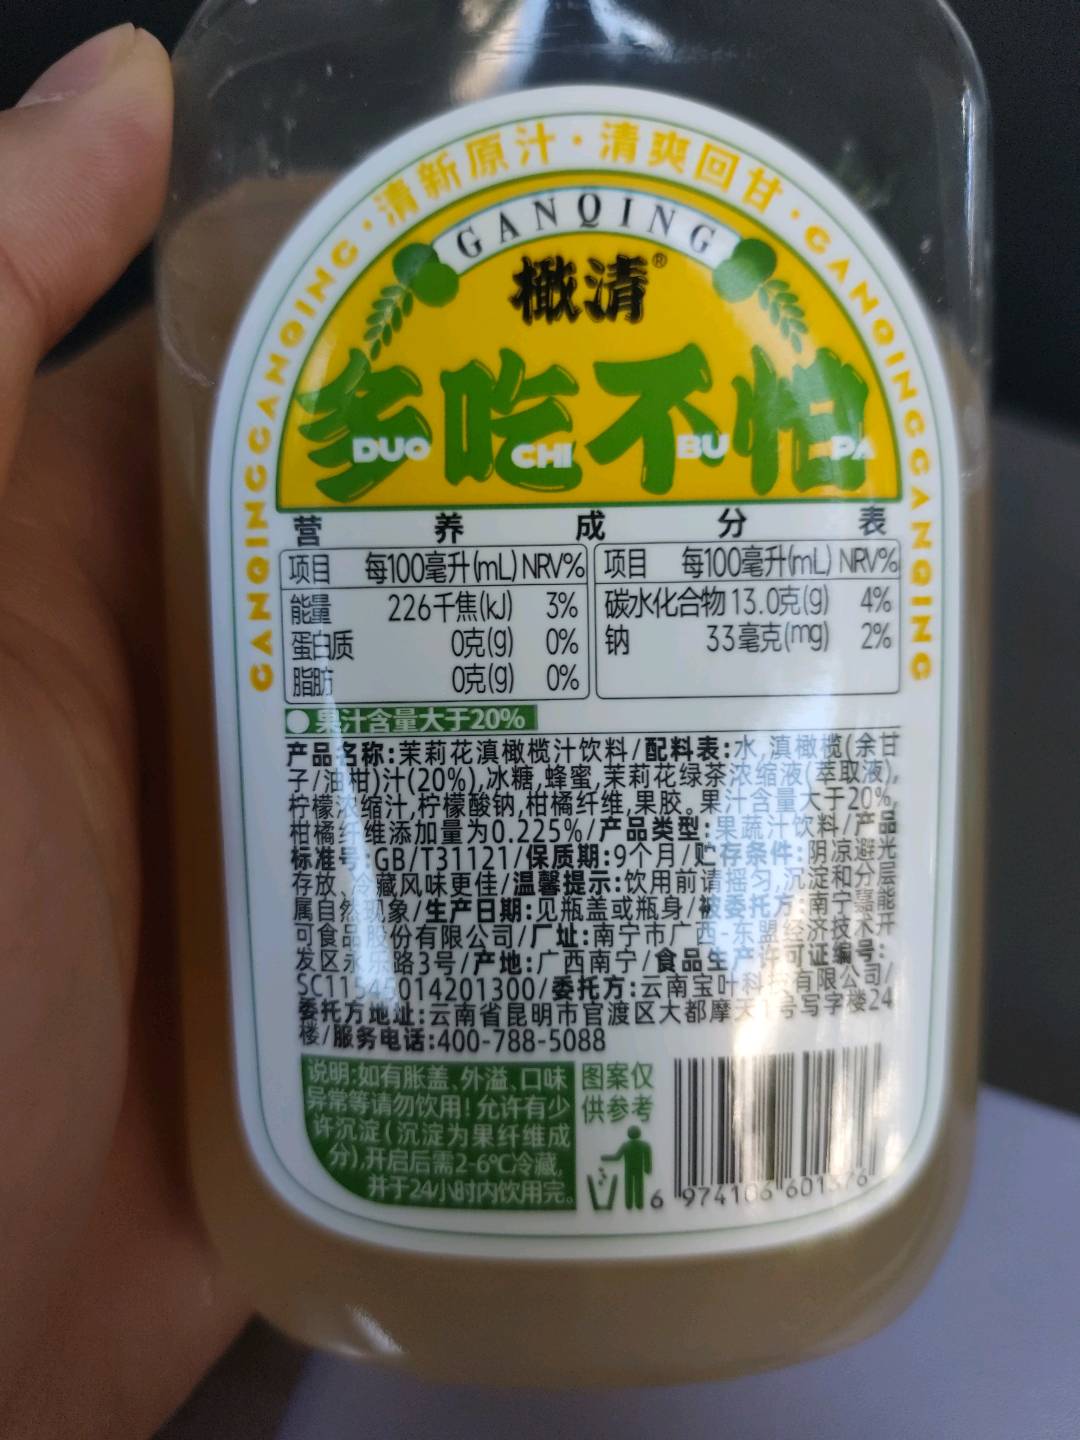 GANQINGGANQING·清新原汁·清爽回甘·GANQINGGANQING
GANQING
橄清®
多吃不怕
DUO CHI BU PA
营养成分表
项目 每100毫升(mL) NRV% 项目 每100毫升(mL) NRV%
能量 226千焦(kJ) 3% 碳水化合物 13.0克(g) 4%
蛋白质 0克(g) 0% 钠 33毫克(mg) 2%
脂肪 0克(g) 0%
果汁含量大于20%
产品名称:茉莉花滇橄榄汁饮料/配料表:水,滇橄榄(余甘
子/油柑)汁(20%),冰糖,蜂蜜,茉莉花绿茶浓缩液(萃取液),
柠檬浓缩汁,柠檬酸钠,柑橘纤维,果胶。果汁含量大于20%,
柑橘纤维添加量为0.225%/产品类型:果蔬汁饮料/产品
标准号:GB/T31121/保质期:9个月/贮存条件:阴凉避光
存放、冷藏风味更佳/温馨提示:饮用前请摇匀,沉淀和分层
属自然现象/生产日期:见瓶盖或瓶身/被委托方:南宁 能
可食品股份有限公司/厂址:南宁市广西-东盟经济技术开
发区永 路3号/产地:广西南宁/食品生产许可证编号:
014201300/委托方:云南宝叶科技有限公司/
委托方地址:云南省昆明市官渡区大都摩天 号写字楼24
楼/服务电话:400-788-5088
说明:如有胀盖、外溢、口味
异常等请勿饮用!允许有少
许沉淀(沉淀为果纤维成
分),开启后需2-6℃冷藏,
并于24小时内饮用完。
图案仅
供参考
6 974106 601376